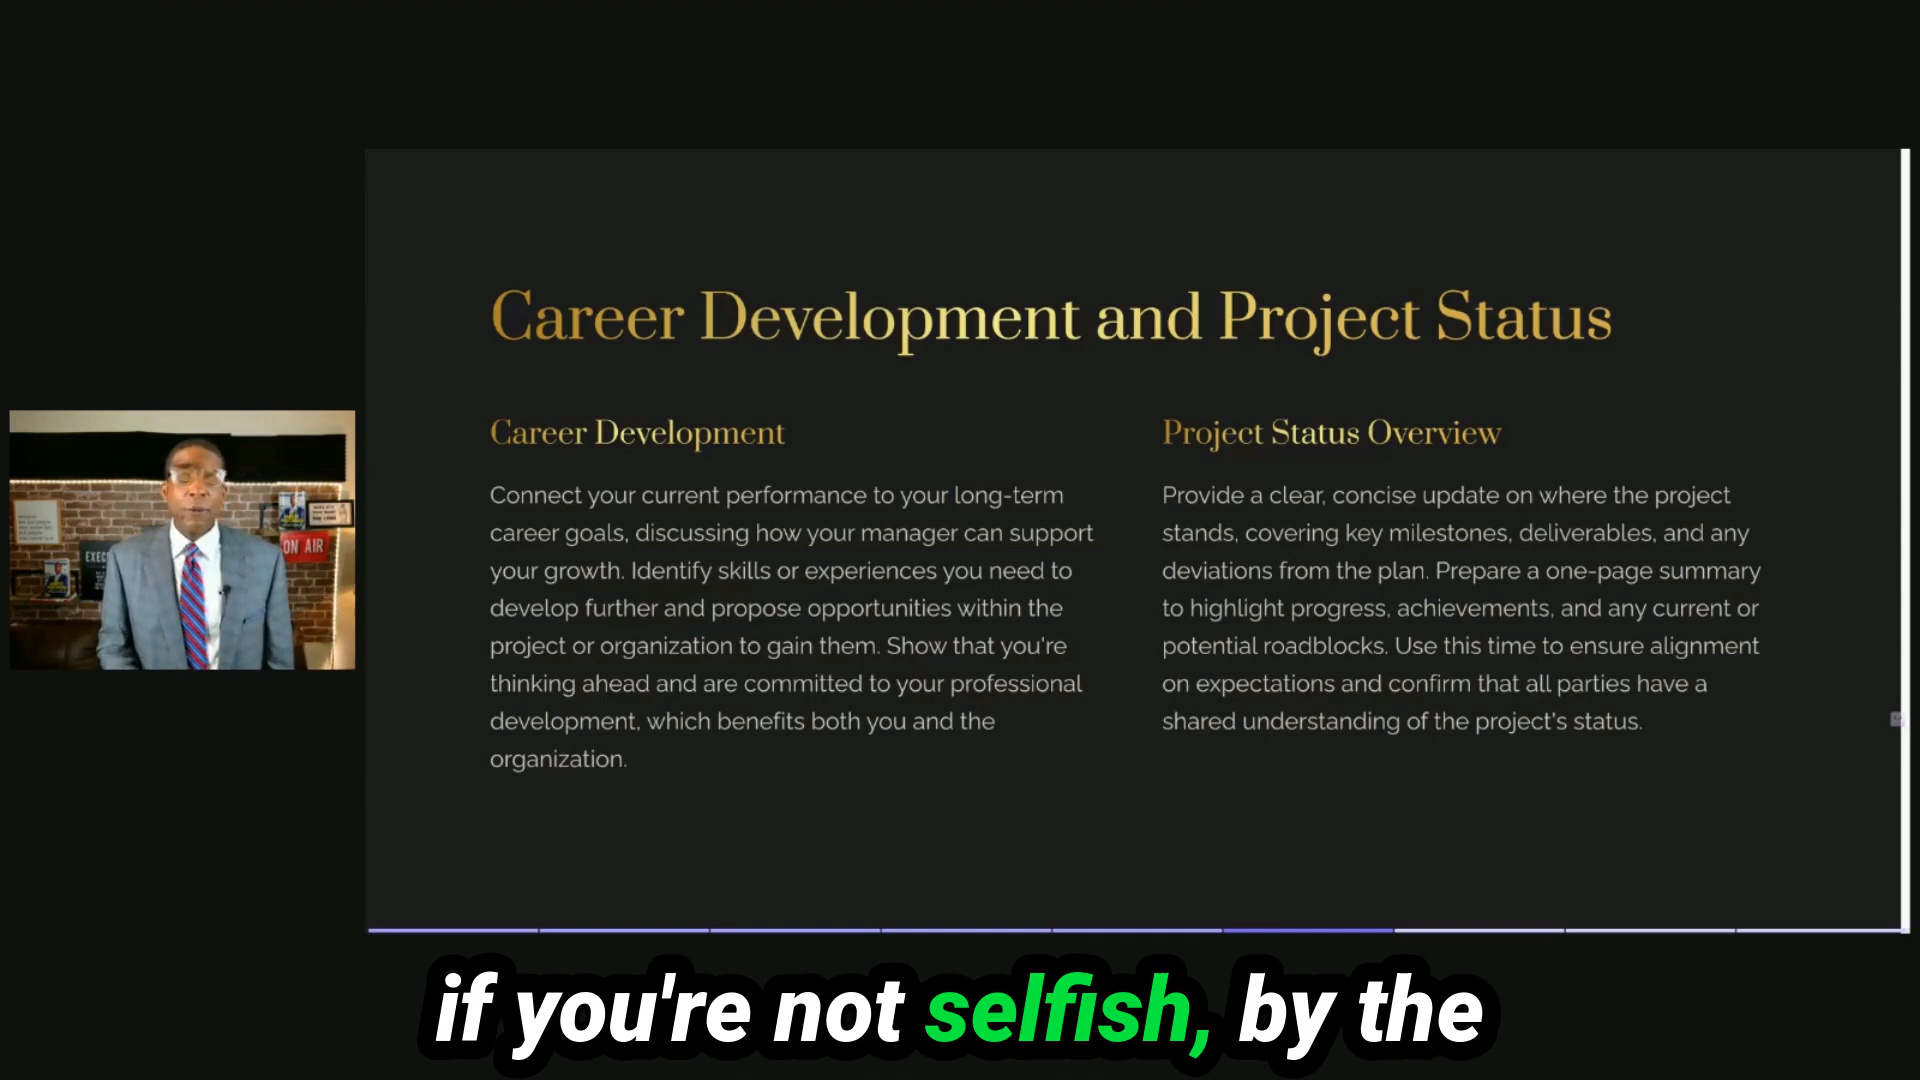 Career Development and Project Status
Career Development
Connect your current performance to your long-term
career goals, discussing how your manager can support
your growth. Identify skills or experiences you need to
develop further and propose opportunities within the
project or organization to gain them. Show that you're
thinking ahead and are committed to your professional
development, which benefits both you and the
organization.
Project Status Overview
Provide a clear, concise update on where the project
stands, covering key milestones, deliverables, and any
deviations from the plan. Prepare a one-page summary
to highlight progress, achievements, and any current or
potential roadblocks. Use this time to ensure alignment
on expectations and confirm that all parties have a
shared understanding of the project's status.
ON AIR
if you're not selfish, by the